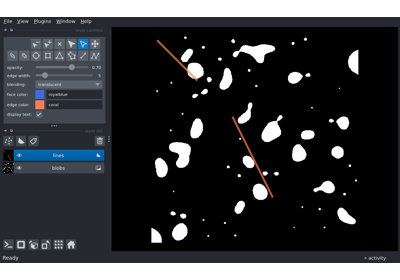 File View Plugins Window Help
opacity: 0.70
edge width: 5
blending: translucent
face color: royalblue
edge color: coral
display text:
lines
blobs
Ready
activity